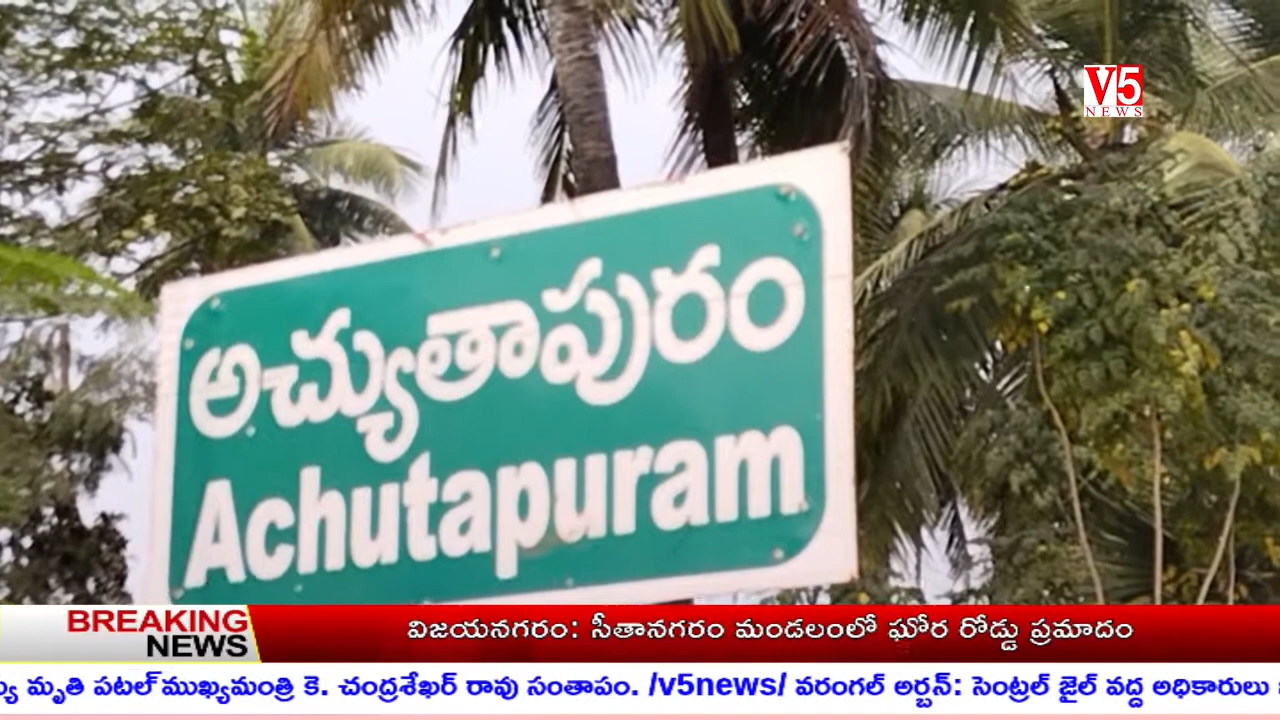 V5
NEWS
అచ్యుతాపురం
Achutapuram
BREAKING
NEWS
విజయనగరం: సీతానగరం మండలంలో ఘోర రోడ్డు ప్రమాదం
మృతి పటల్ ముఖ్యమంత్రి కె. చంద్రశేఖర్ రావు సంతాపం. /v5news/ వరంగల్ అర్బన్: సెంట్రల్ జైల్ వద్ద అధికారులు